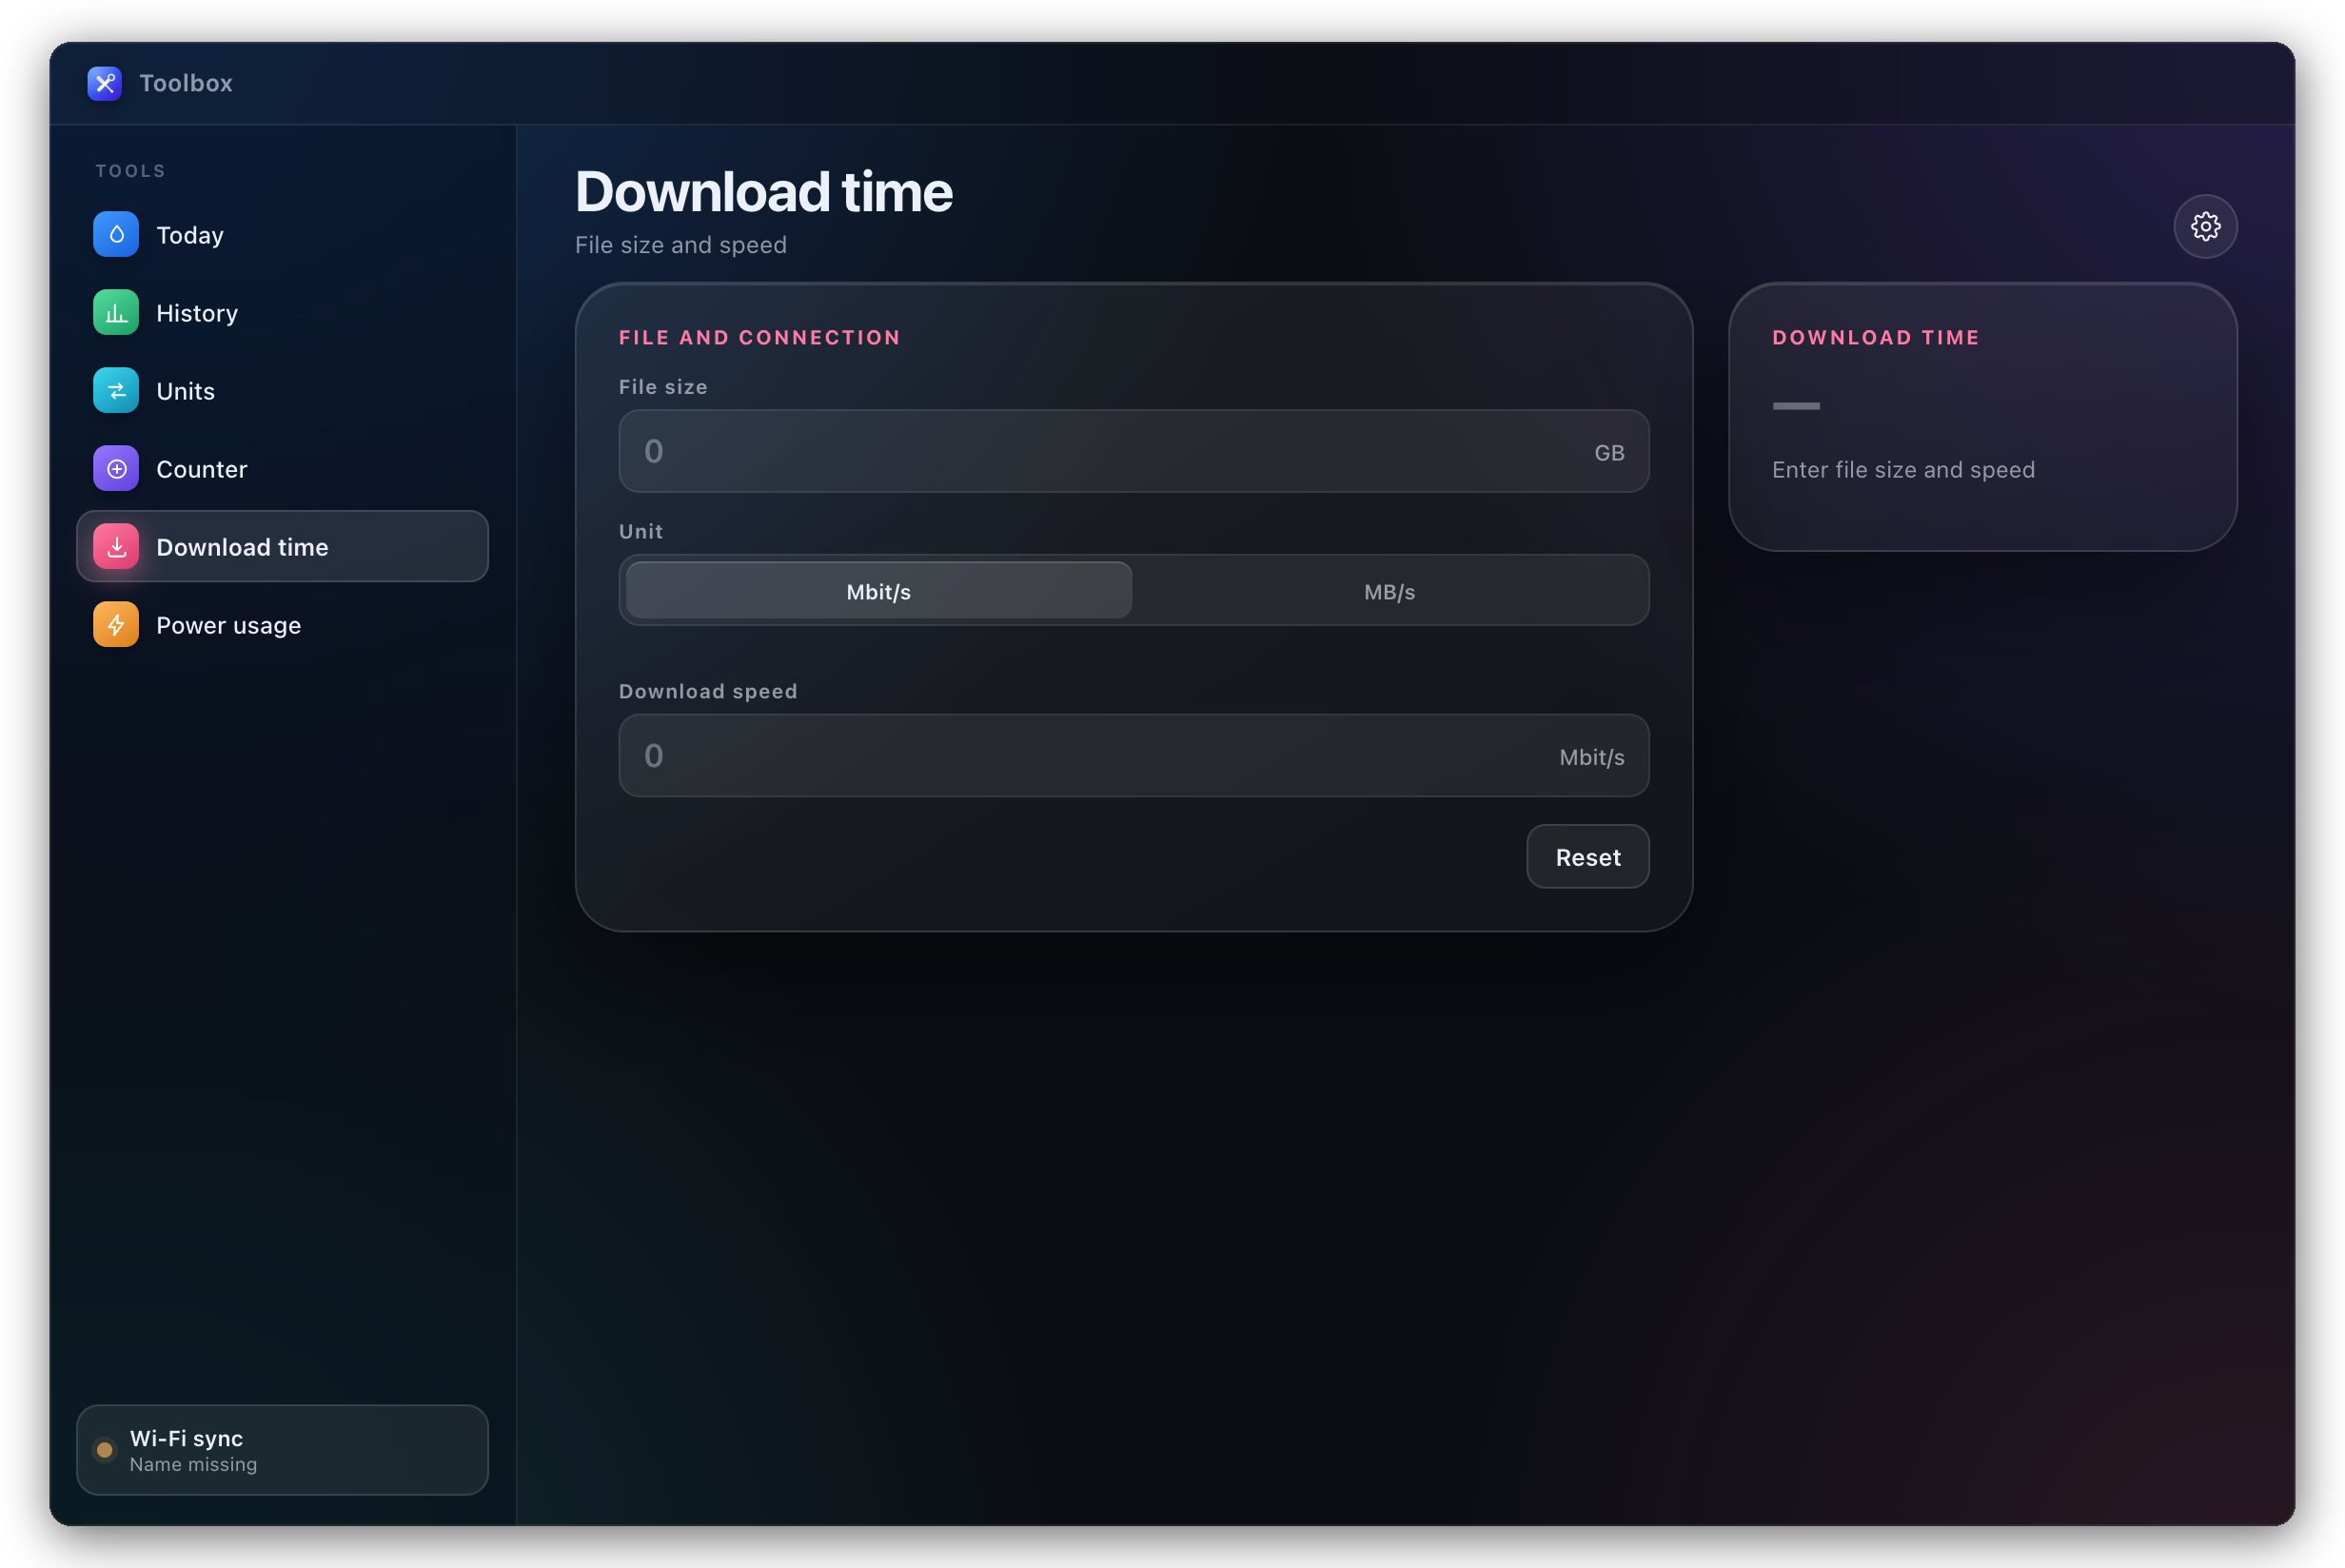 Toolbox
TOOLS
Today
History
Units
Counter
Download time
Power usage
Wi-Fi sync
Name missing
Download time
File size and speed
FILE AND CONNECTION
File size
0 GB
Unit
Mbit/s MB/s
Download speed
0 Mbit/s
Reset
DOWNLOAD TIME
—
Enter file size and speed